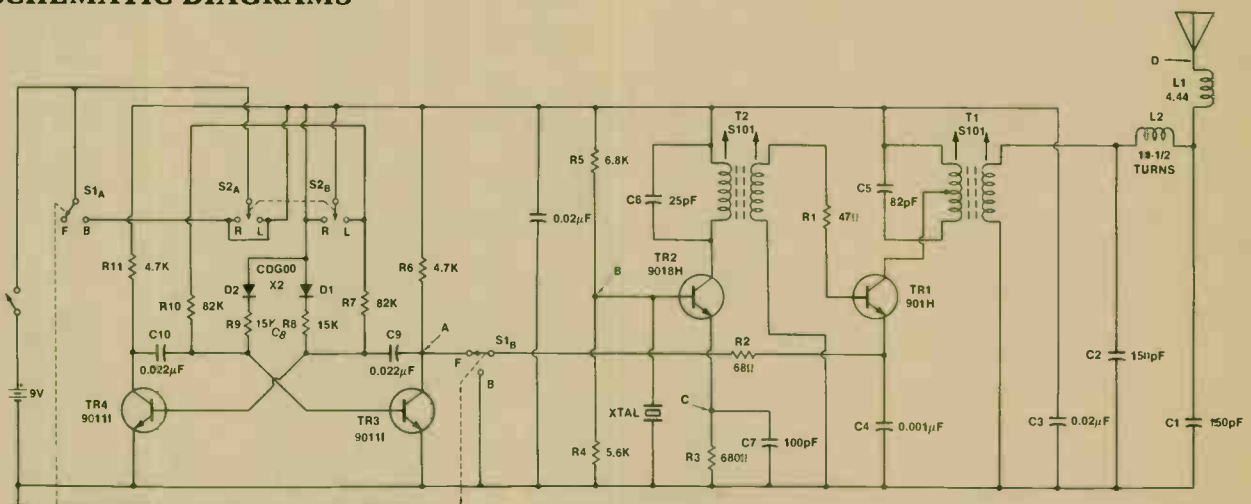 SCHEMATIC DIAGRAMS
D
L1
4.44
L2
19-1/2
TURNS
T2
S101
T1
S101
S1A
F
B
S2A
S2B
R
L
R
L
R5
6.8K
C6
25pF
C5
82pF
R1
47Ω
0.02µF
R11
4.7K
CDG00
X2
D2
D1
R6
4.7K
TR2
9018H
B
TR1
901H
R10
82K
R7
82K
R9
15K
C8
R8
15K
C10
0.022µF
C9
0.022µF
A
F
S1B
B
R2
68Ω
C2
150pF
9V
TR4
9011I
TR3
9011I
XTAL
C
C4
0.001µF
C3
0.02µF
C1
150pF
R4
5.6K
R3
680Ω
C7
100pF